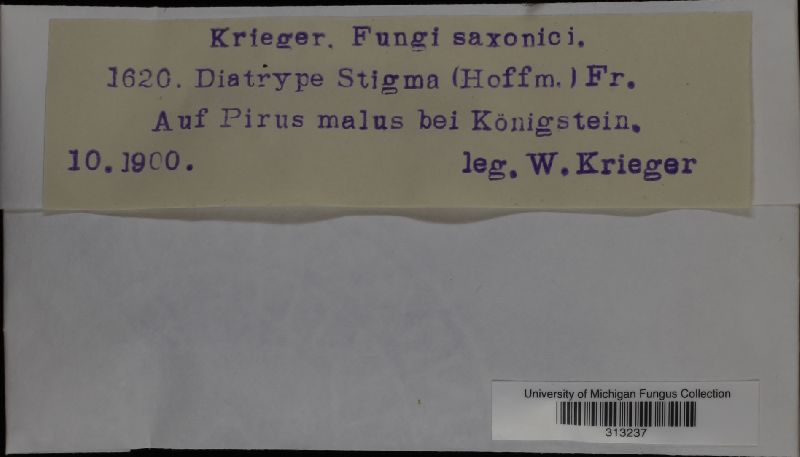 Krieger. Fungi saxonici.
1620. Diatrype Stigma (Hoffm.) Fr.
Auf Pirus malus bei Königstein.
10. 1900. leg. W. Krieger
University of Michigan Fungus Collection
313237